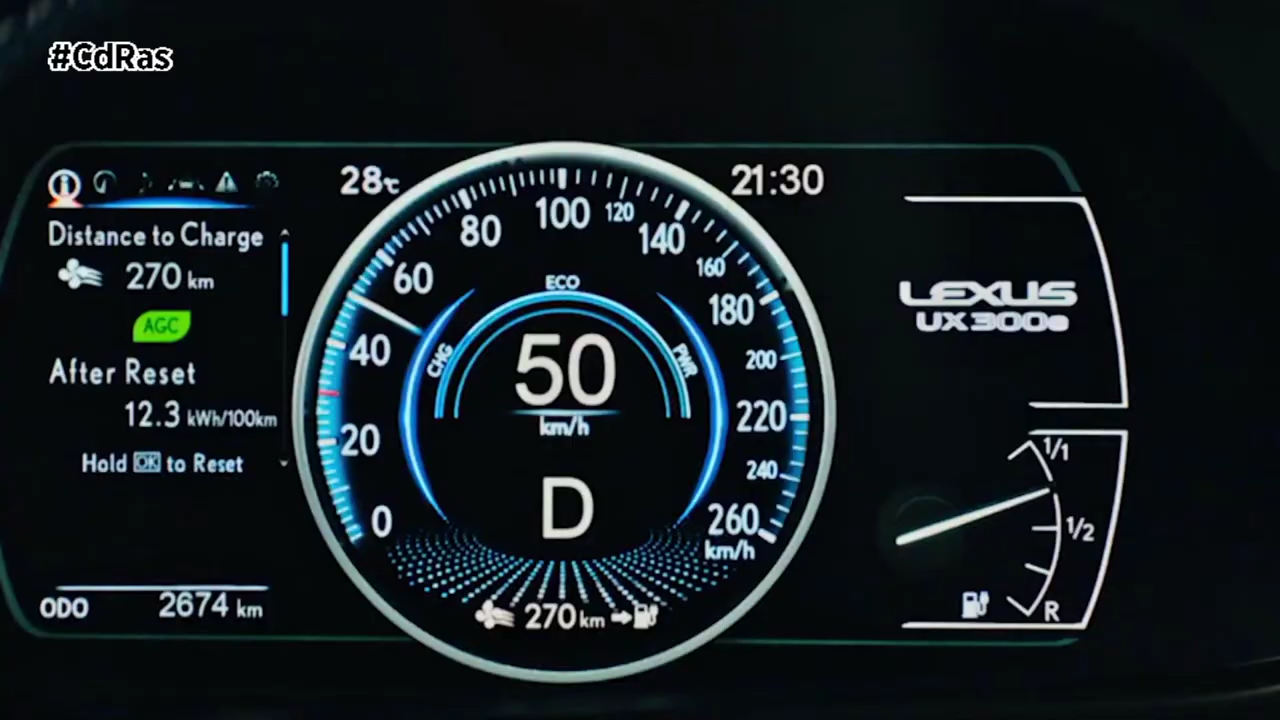 #CdRas
28℃
21:30
Distance to Charge
270 km
AGC
After Reset
12.3 kWh/100km
Hold OK to Reset
ODO 2674 km
0
20
40
60
80
100
120
140
160
180
200
220
240
260
km/h
ECO
CHG
PWR
50
km/h
D
270 km
LEXUS
UX300e
1/1
1/2
R